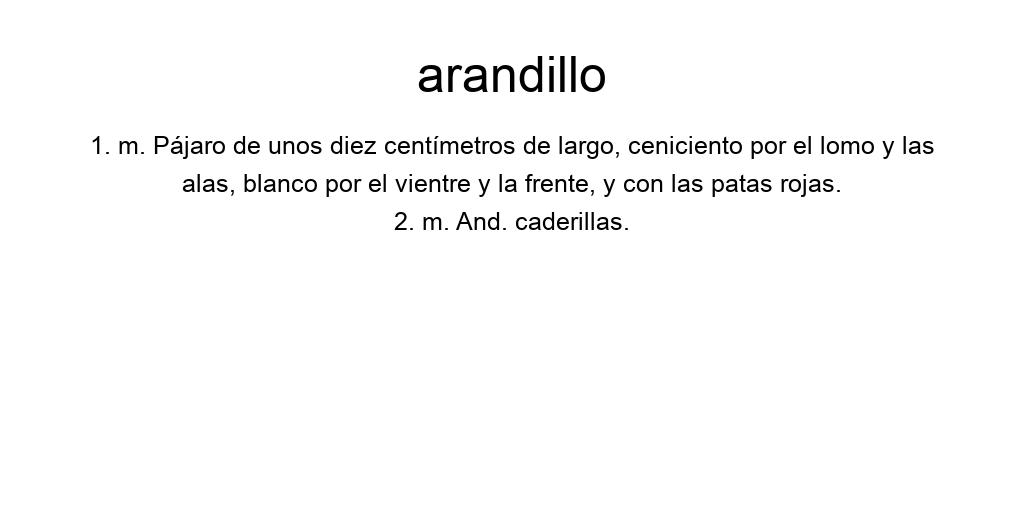 arandillo
1. m. Pájaro de unos diez centímetros de largo, ceniciento por el lomo y las
alas, blanco por el vientre y la frente, y con las patas rojas.
2. m. And. caderillas.